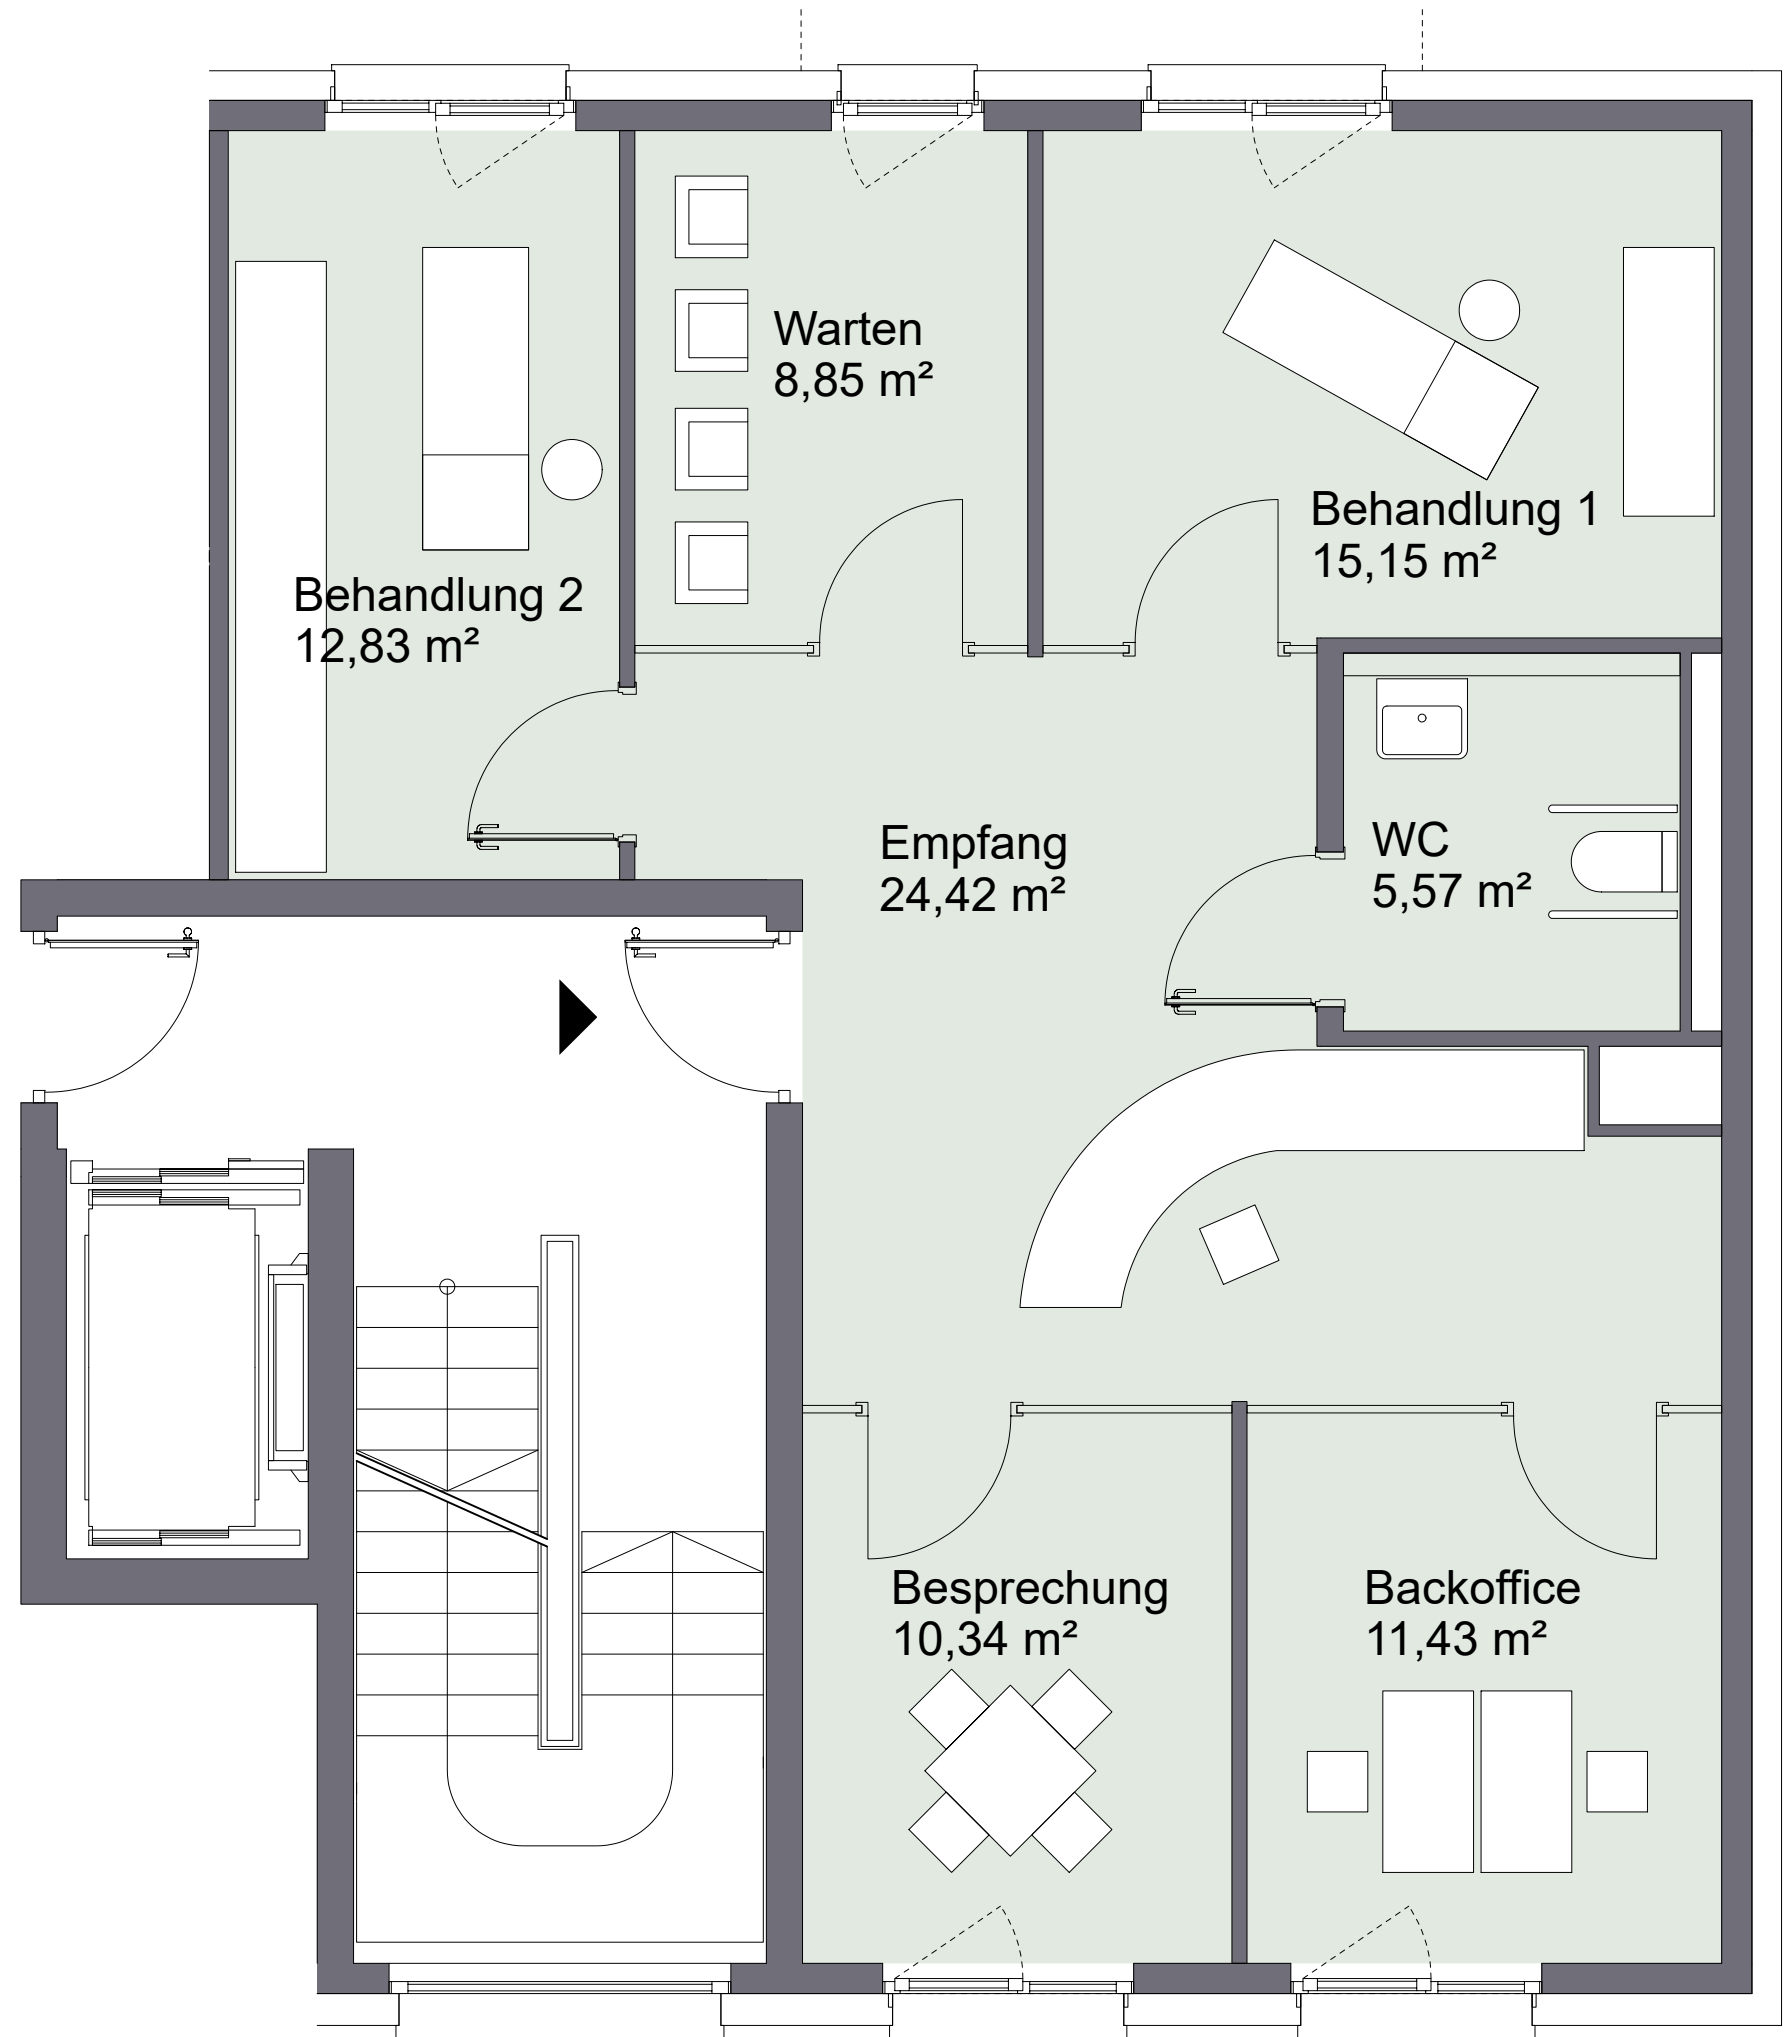 Warten
8,85 m²
Behandlung 1
15,15 m²
Behandlung 2
12,83 m²
Empfang
24,42 m²
WC
5,57 m²
Besprechung
10,34 m²
Backoffice
11,43 m²